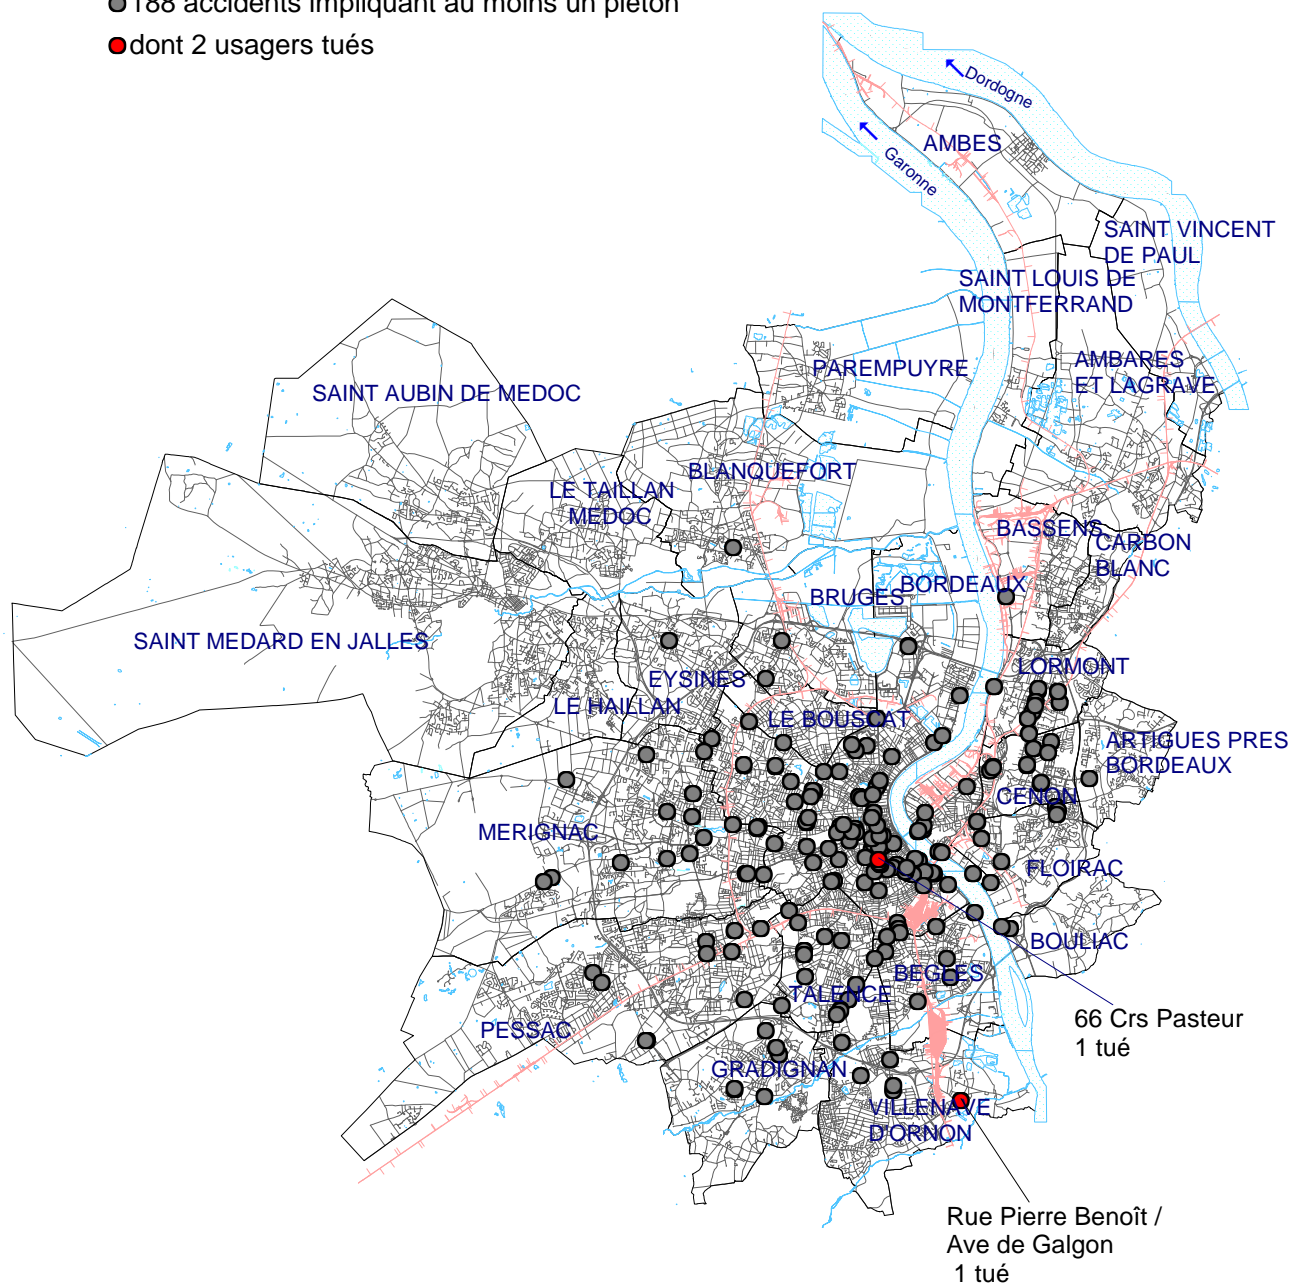 188 accidents impliquant au moins un piéton
dont 2 usagers tués
Dordogne
AMBES
Garonne
SAINT VINCENT
DE PAUL
SAINT LOUIS DE
MONTFERRAND
PAREMPUYRE
AMBARES
ET LAGRAVE
SAINT AUBIN DE MEDOC
BLANQUEFORT
LE TAILLAN
MEDOC
BASSENS
CARBON
BLANC
BORDEAUX
BRUGES
SAINT MEDARD EN JALLES
LORMONT
EYSINES
LE HAILLAN
LE BOUSCAT
ARTIGUES PRES
BORDEAUX
CENON
MERIGNAC
FLOIRAC
BOULIAC
BEGLES
TALENCE
PESSAC
66 Crs Pasteur
1 tué
GRADIGNAN
VILLENAVE
D'ORNON
Rue Pierre Benoît /
Ave de Galgon
1 tué